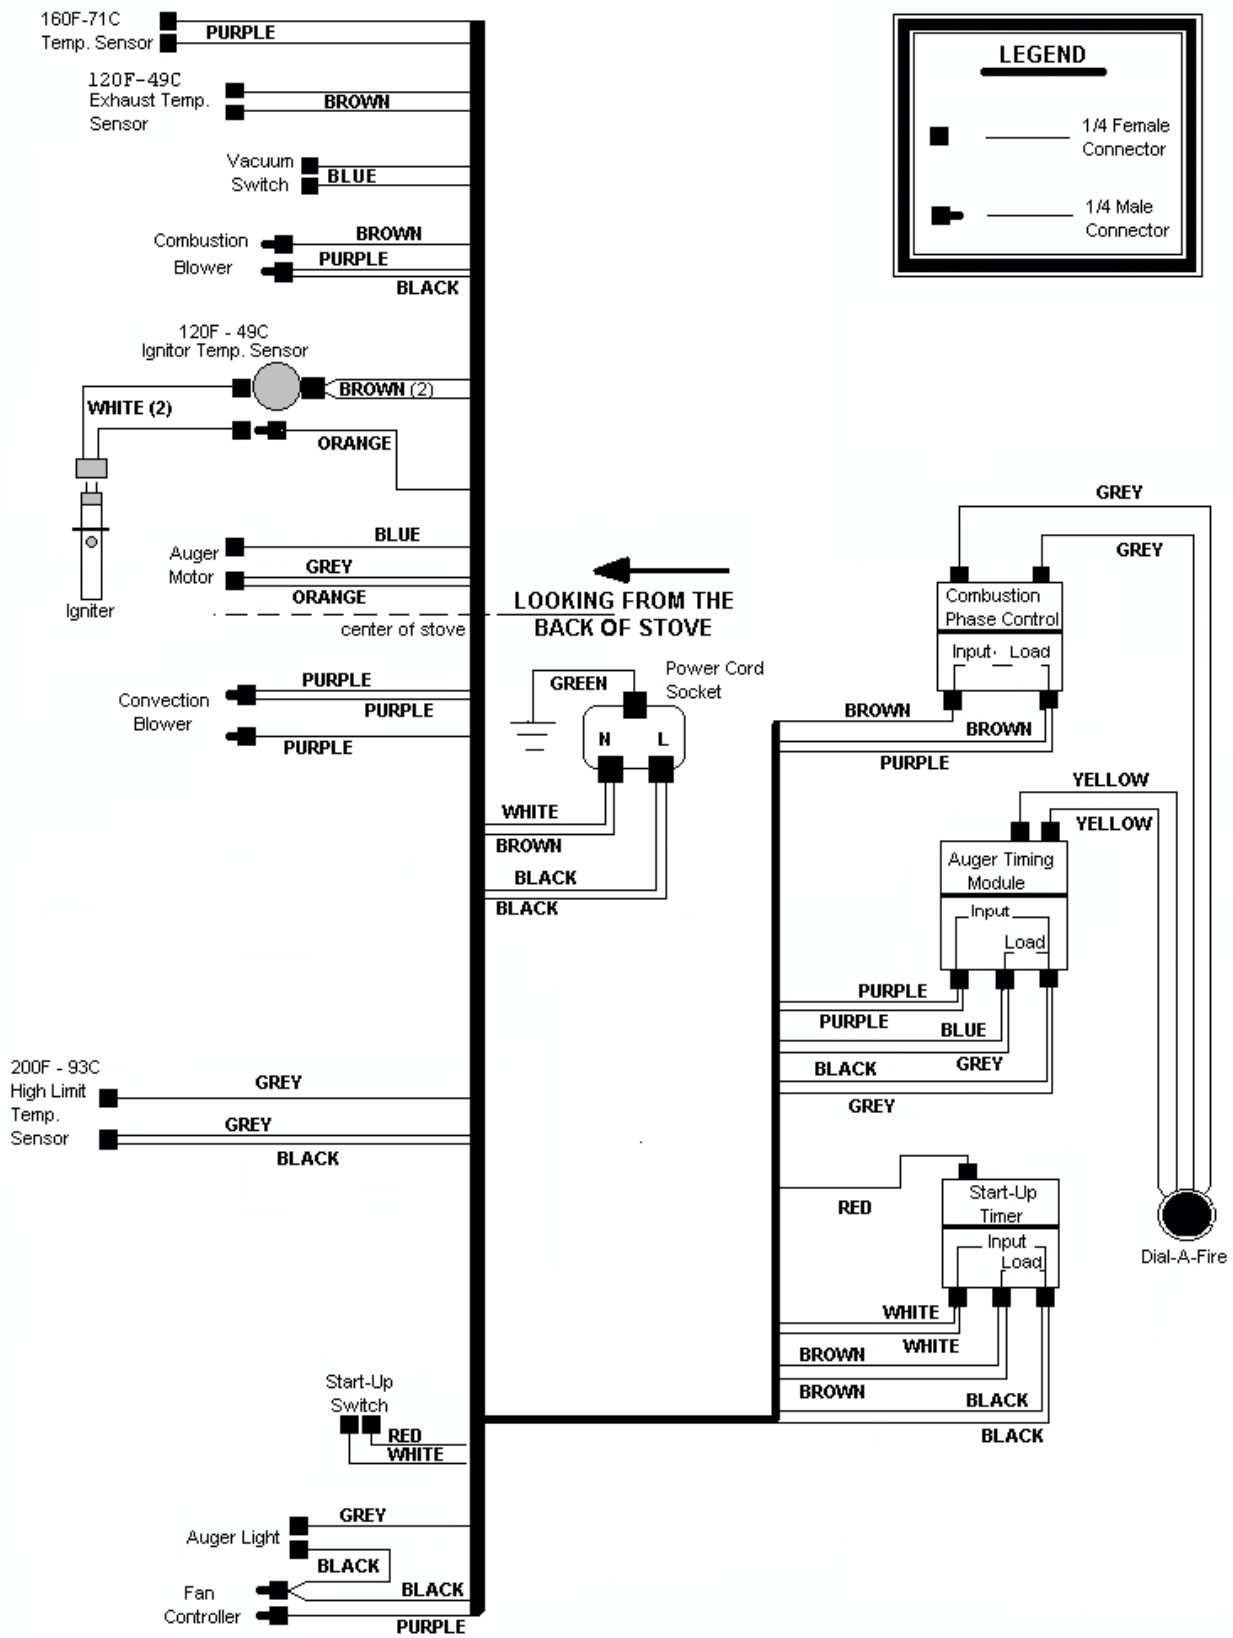 160F-71C
Temp. Sensor
PURPLE
120F-49C
Exhaust Temp.
Sensor
BROWN
Vacuum
Switch
BLUE
Combustion
Blower
BROWN
PURPLE
BLACK
120F - 49C
Ignitor Temp. Sensor
BROWN (2)
WHITE (2)
ORANGE
Igniter
Auger
Motor
BLUE
GREY
ORANGE
center of stove
LOOKING FROM THE
BACK OF STOVE
Convection
Blower
PURPLE
PURPLE
PURPLE
GREEN
Power Cord
Socket
N L
WHITE
BROWN
BLACK
BLACK
200F - 93C
High Limit
Temp.
Sensor
GREY
GREY
BLACK
Start-Up
Switch
RED
WHITE
Auger Light
GREY
BLACK
Fan
Controller
BLACK
PURPLE
LEGEND
1/4 Female
Connector
1/4 Male
Connector
GREY
GREY
Combustion
Phase Control
Input Load
BROWN
BROWN
PURPLE
YELLOW
YELLOW
Auger Timing
Module
Input
Load
PURPLE
PURPLE
BLUE
GREY
BLACK
GREY
RED
Start-Up
Timer
Input
Load
WHITE
WHITE
BROWN
BROWN
BLACK
BLACK
Dial-A-Fire